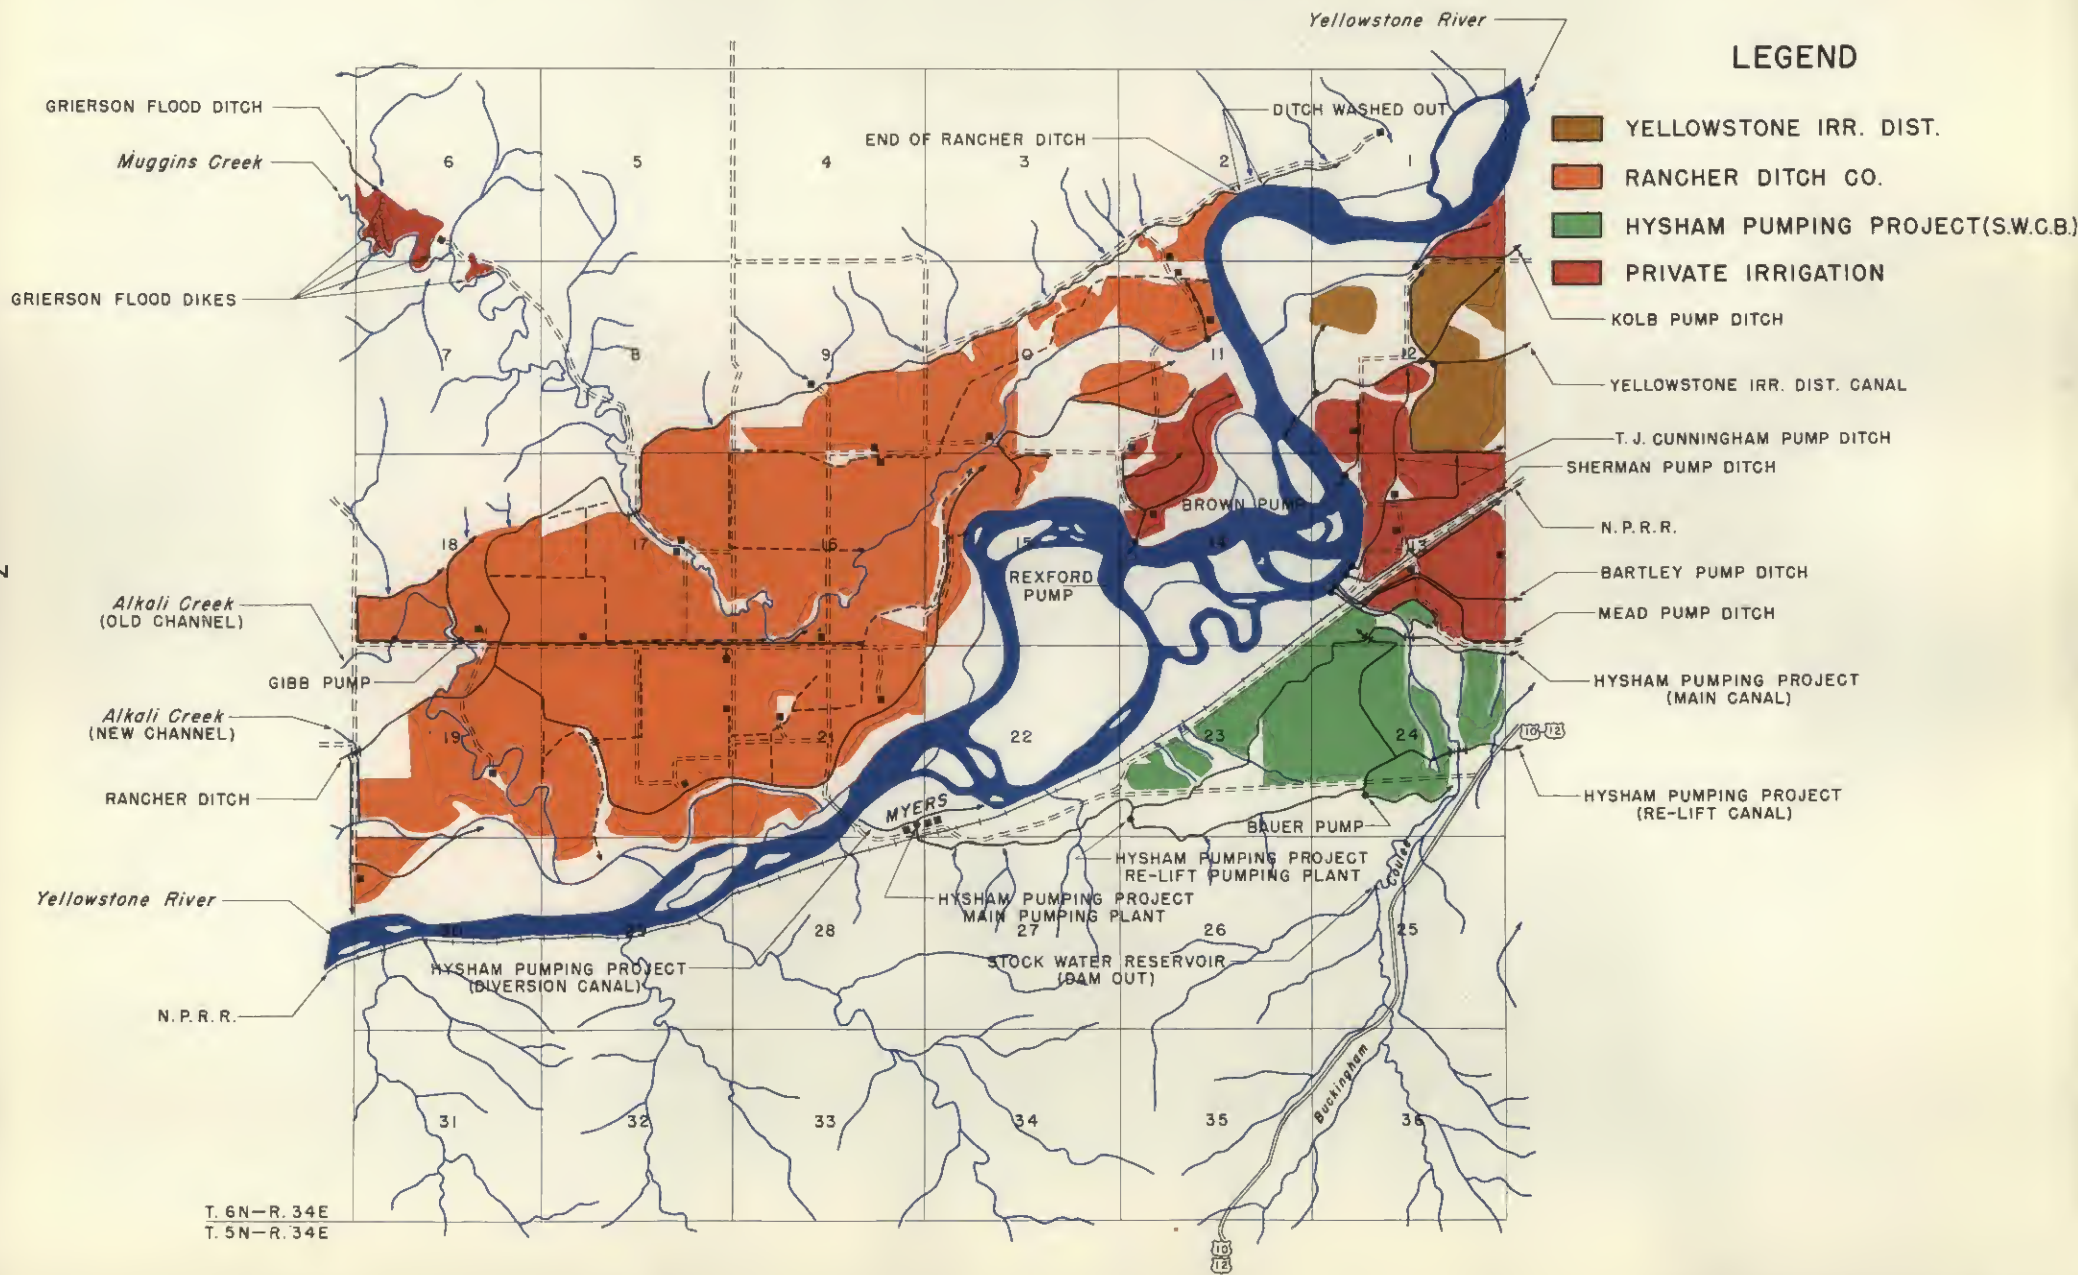 Yellowstone River
LEGEND
YELLOWSTONE IRR. DIST.
RANCHER DITCH CO.
HYSHAM PUMPING PROJECT(S.W.C.B.)
PRIVATE IRRIGATION
GRIERSON FLOOD DITCH
Muggins Creek
GRIERSON FLOOD DIKES
END OF RANCHER DITCH
DITCH WASHED OUT
6
5
4
3
2
1
7
8
9
11
12
KOLB PUMP DITCH
YELLOWSTONE IRR. DIST. CANAL
T.J. CUNNINGHAM PUMP DITCH
SHERMAN PUMP DITCH
N.P.R.R.
BROWN PUMP
18
17
16
15
14
13
REXFORD
PUMP
BARTLEY PUMP DITCH
MEAD PUMP DITCH
Alkali Creek
(OLD CHANNEL)
GIBB PUMP
Alkali Creek
(NEW CHANNEL)
RANCHER DITCH
HYSHAM PUMPING PROJECT
(MAIN CANAL)
19
21
22
23
24
10 12
HYSHAM PUMPING PROJECT
(RE-LIFT CANAL)
MYERS
BAUER PUMP
HYSHAM PUMPING PROJECT
RE-LIFT PUMPING PLANT
Coulee
HYSHAM PUMPING PROJECT
MAIN PUMPING PLANT
Yellowstone River
30
29
28
27
26
25
HYSHAM PUMPING PROJECT
(DIVERSION CANAL)
STOCK WATER RESERVOIR
(DAM OUT)
N.P.R.R.
Buckingham
31
32
33
34
35
36
T. 6N—R. 34E
T. 5N—R. 34E
10
12